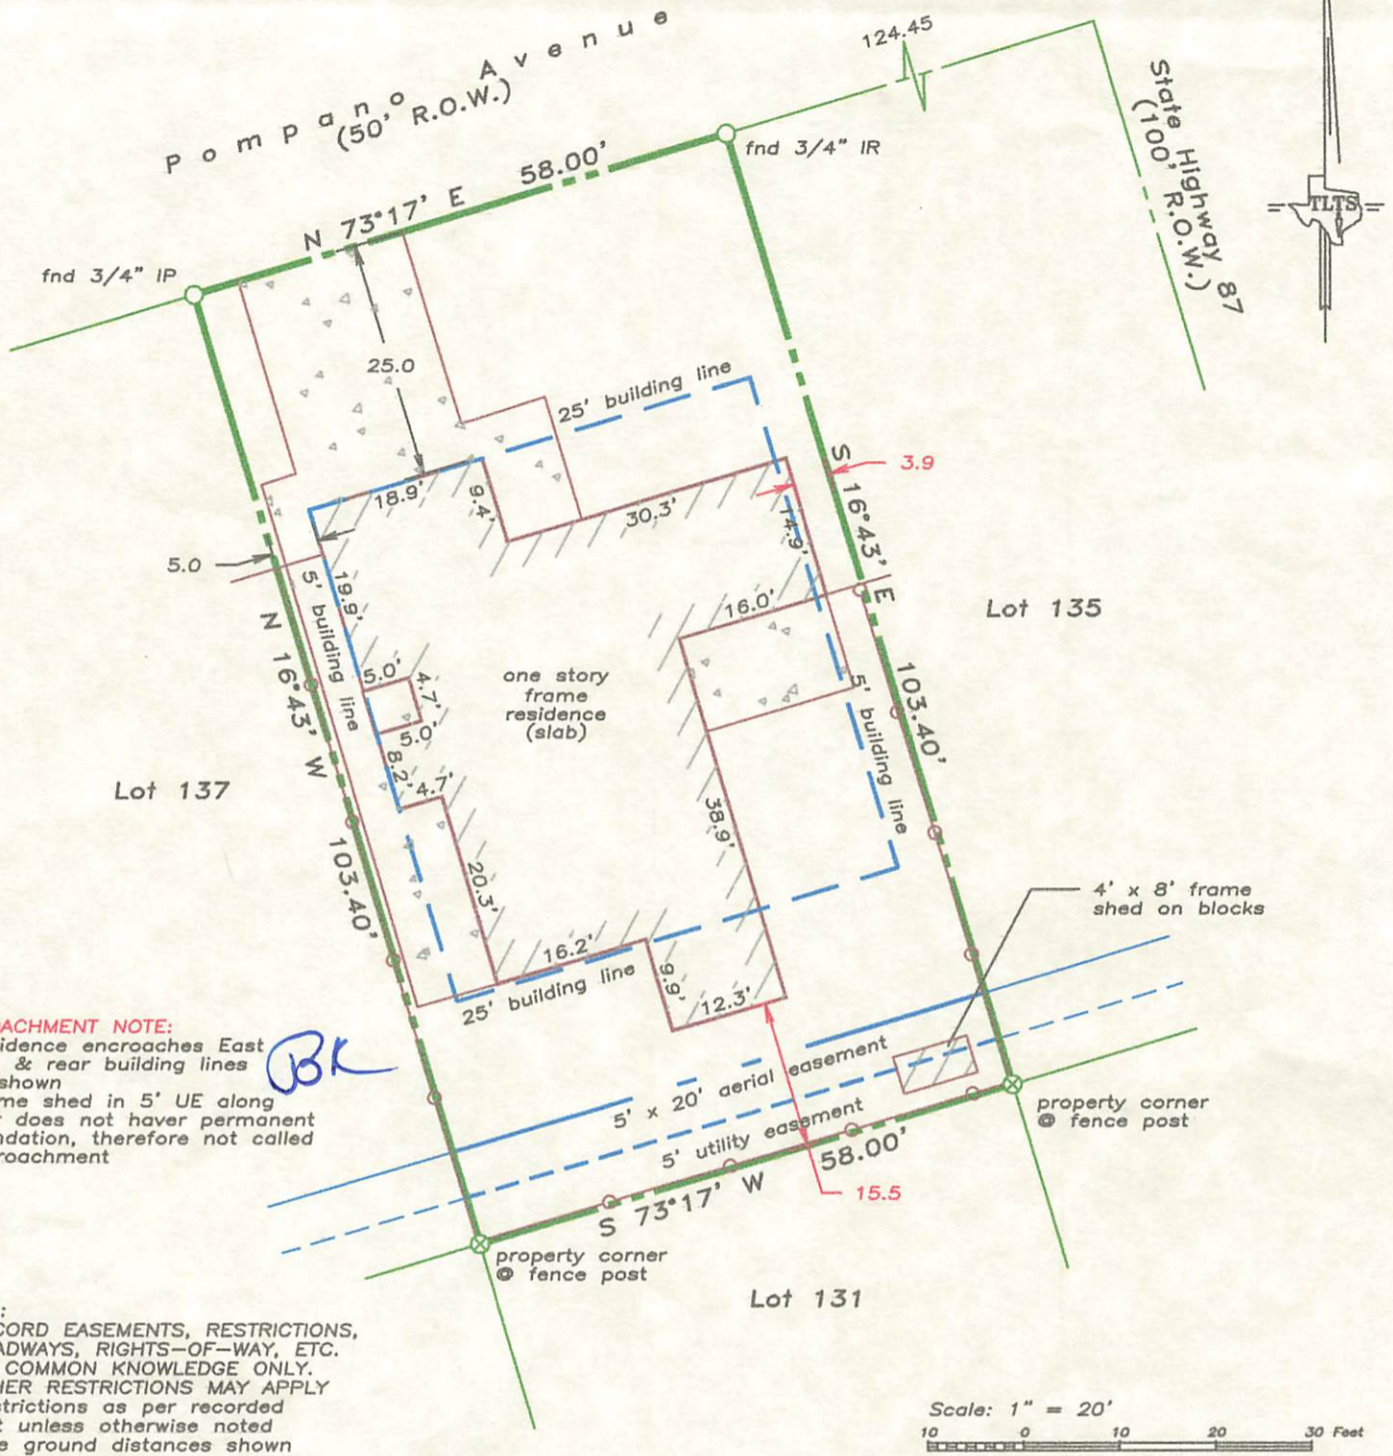 Pompano Avenue
(50' R.O.W.)
124.45
State Highway 87
(100' R.O.W.)
TLTS
N 73°17' E 58.00'
fnd 3/4" IR
fnd 3/4" IP
25.0
25' building line
18.9'
9.4'
30.3'
14.9'
3.9
S 16°43' E
103.40'
5.0
19.9'
5' building line
N 16°43' W
103.40'
16.0'
Lot 135
5.0'
4.7'
5.0'
8.2'
4.7'
one story
frame
residence
(slab)
5' building line
Lot 137
38.9'
20.3'
4' x 8' frame
shed on blocks
16.2'
25' building line
9.9'
12.3'
ACHMENT NOTE:
idence encroaches East
& rear building lines
shown
me shed in 5' UE along
does not haver permanent
ndation, therefore not called
roachment
BK
5' x 20' aerial easement
5' utility easement
property corner
@ fence post
58.00'
S 73°17' W
15.5
property corner
@ fence post
Lot 131
:
CORD EASEMENTS, RESTRICTIONS,
ADWAYS, RIGHTS-OF-WAY, ETC.
COMMON KNOWLEDGE ONLY.
HER RESTRICTIONS MAY APPLY
strictions as per recorded
t unless otherwise noted
e ground distances shown
Scale: 1" = 20'
10 0 10 20 30 Feet